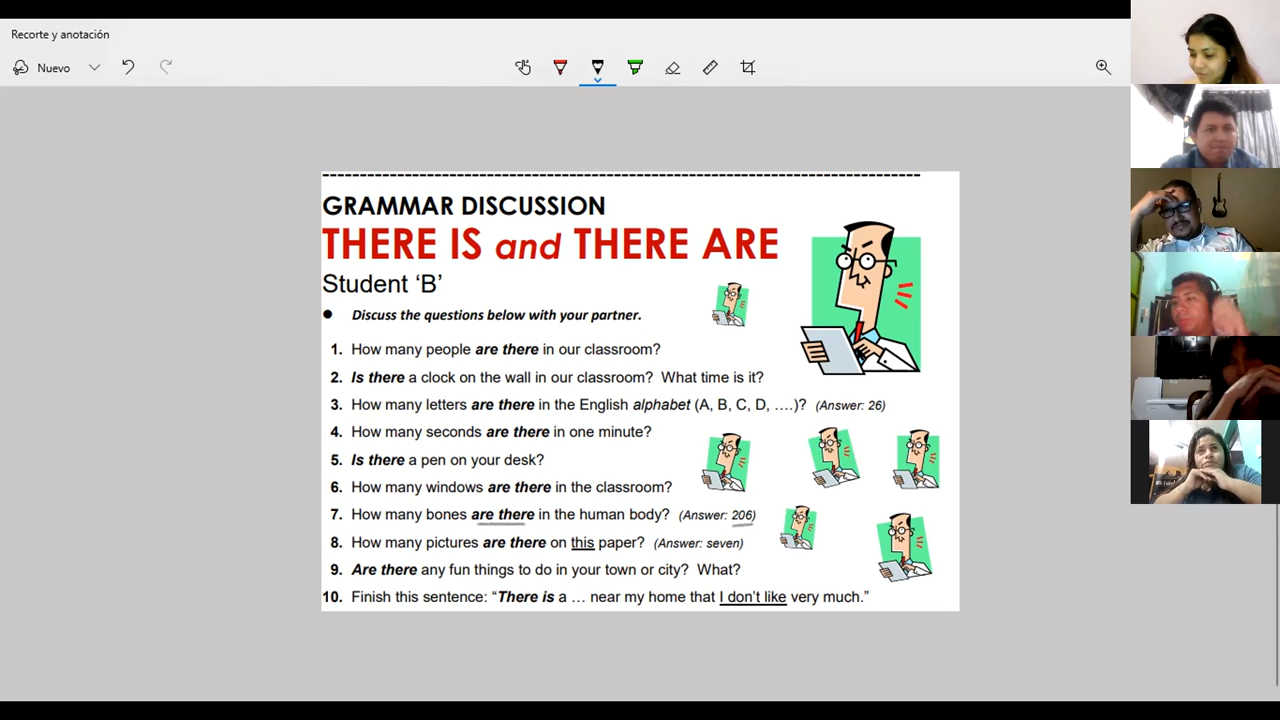 Recorte y anotación
Nuevo
GRAMMAR DISCUSSION
THERE IS and THERE ARE
Student ‘B’
● Discuss the questions below with your partner.
1. How many people are there in our classroom?
2. Is there a clock on the wall in our classroom? What time is it?
3. How many letters are there in the English alphabet (A, B, C, D, ….)? (Answer: 26)
4. How many seconds are there in one minute?
5. Is there a pen on your desk?
6. How many windows are there in the classroom?
7. How many bones are there in the human body? (Answer: 206)
8. How many pictures are there on this paper? (Answer: seven)
9. Are there any fun things to do in your town or city? What?
10. Finish this sentence: “There is a … near my home that I don’t like very much.”